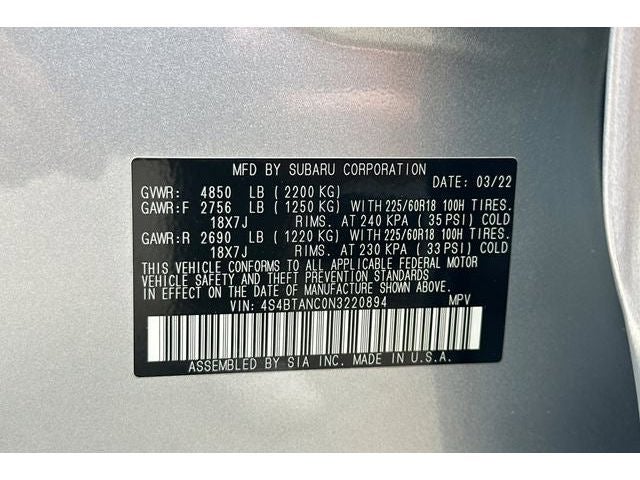 MFD BY SUBARU CORPORATION
DATE: 03/22
GVWR: 4850 LB (2200 KG)
GAWR:F 2756 LB (1250 KG) WITH 225/60R18 100H TIRES.
18X7J RIMS. AT 240 KPA (35 PSI) COLD
GAWR:R 2690 LB (1220 KG) WITH 225/60R18 100H TIRES.
18X7J RIMS. AT 230 KPA (33 PSI) COLD
THIS VEHICLE CONFORMS TO ALL APPLICABLE FEDERAL MOTOR
VEHICLE SAFETY AND THEFT PREVENTION STANDARDS
IN EFFECT ON THE DATE OF MANUFACTURE SHOWN ABOVE.
VIN: 4S4BTANC0N3220894 MPV
ASSEMBLED BY SIA INC. MADE IN U.S.A.